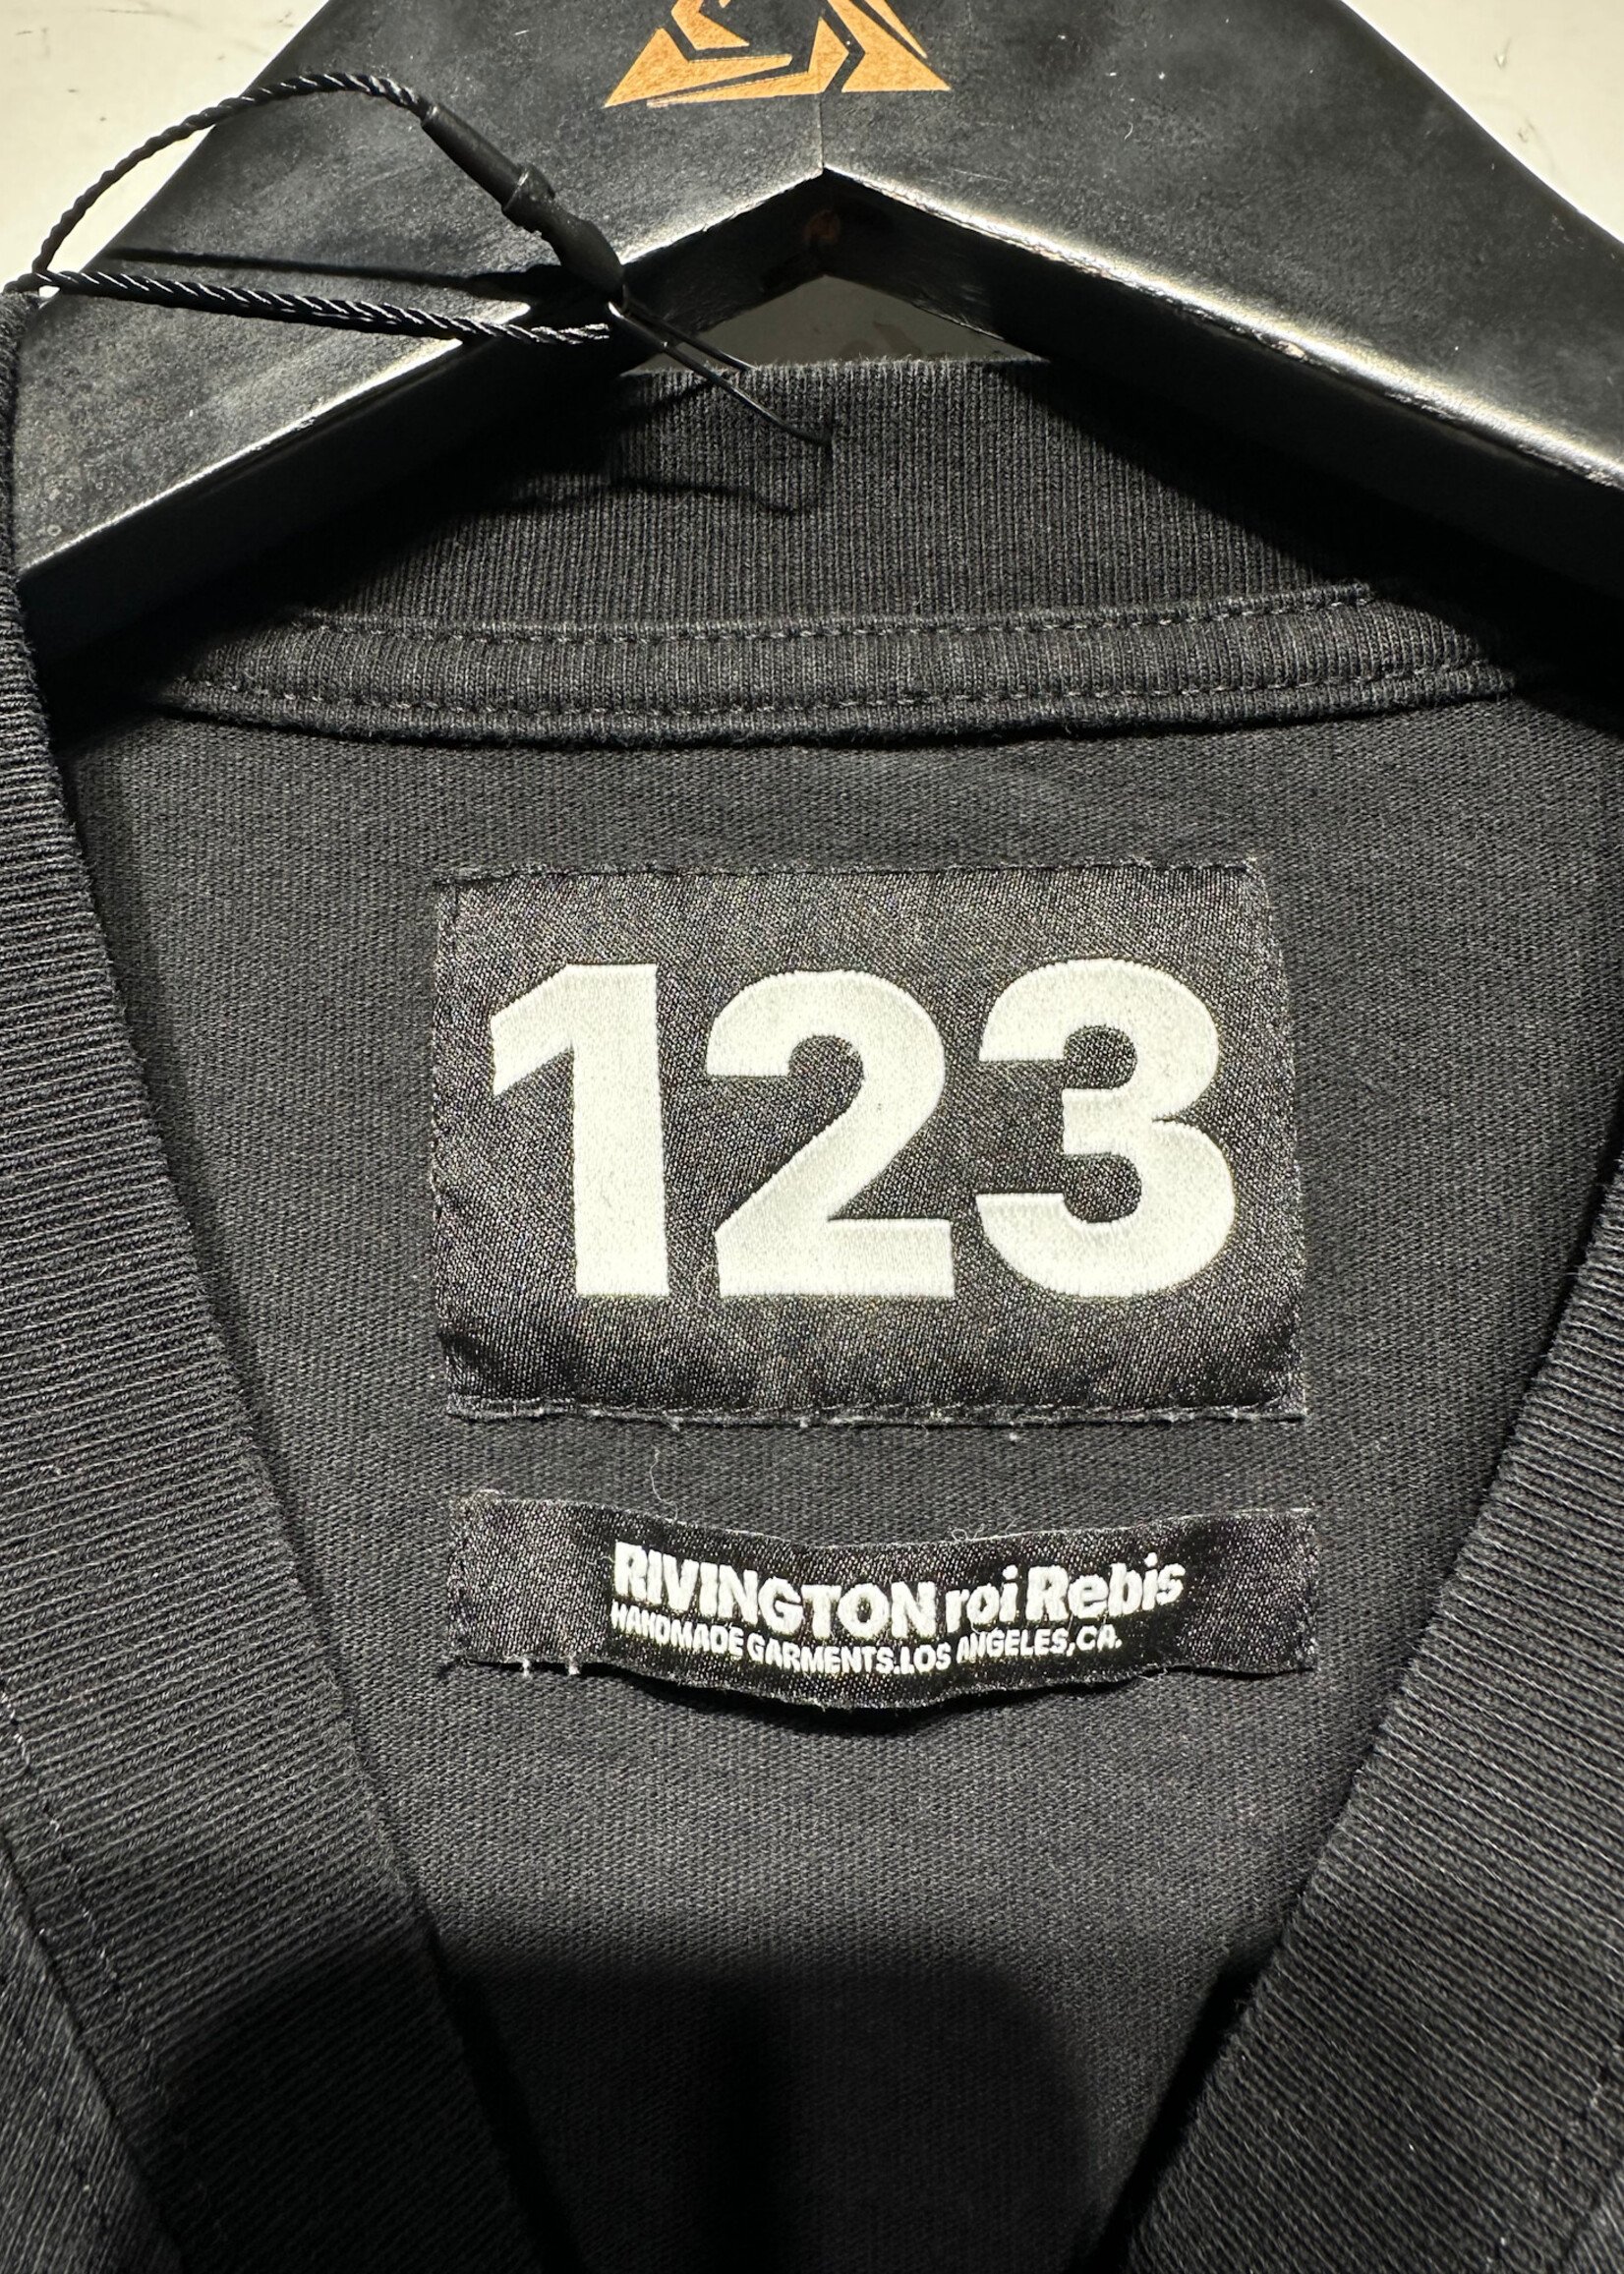 123
RIVINGTON roi Rebis
HANDMADE GARMENTS.LOS ANGELES,CA.